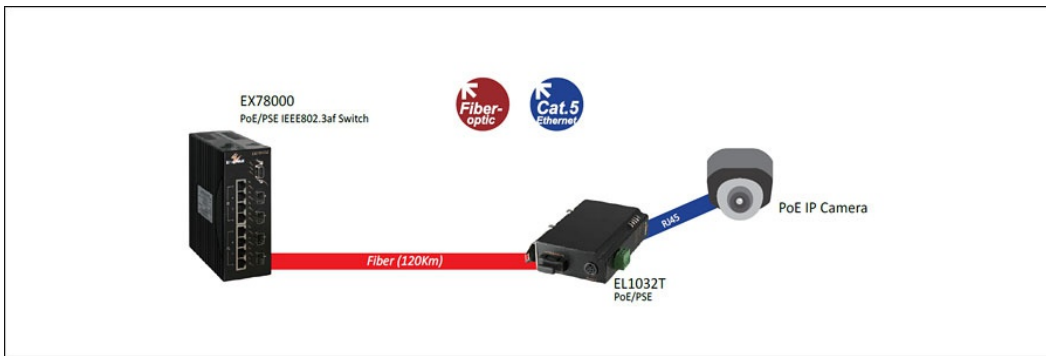 EX78000
PoE/PSE IEEE802.3af Switch
Fiber-
optic
Cat.5
Ethernet
PoE IP Camera
RJ45
Fiber (120Km)
EL1032T
PoE/PSE